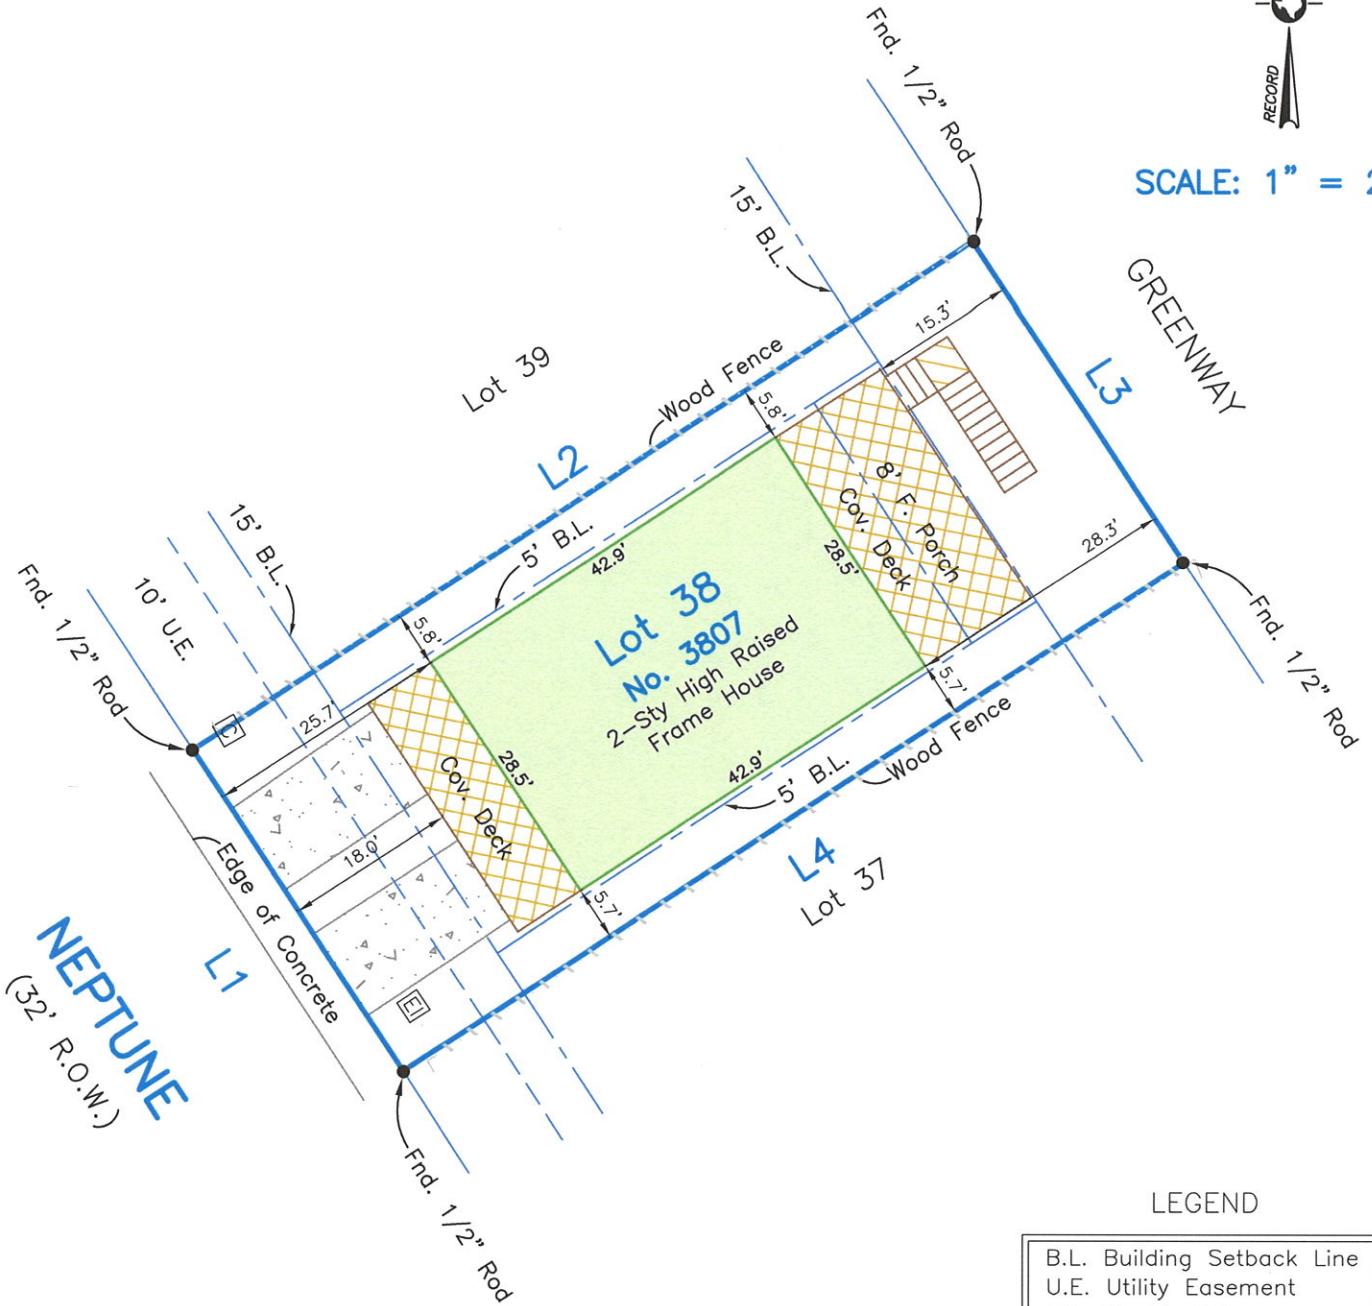 Fnd. 1/2" Rod
RECORD
SCALE: 1" =
15' B.L.
GREENWAY
15.3'
L3
Lot 39
Wood Fence
5.8'
L2
8' F. Porch
Cov. Deck
28.3'
15' B.L.
5' B.L.
42.9'
28.5'
10' U.E.
Fnd. 1/2" Rod
Lot 38
No. 3807
2-Sty High Raised
Frame House
Fnd. 1/2" Rod
5.8'
5.7'
C
25.7'
Cov. Deck
28.5'
42.9'
5' B.L.
Wood Fence
18.0'
L4
Lot 37
5.7'
Edge of Concrete
L1
NEPTUNE
(32' R.O.W.)
E
Fnd. 1/2" Rod
LEGEND
B.L. Building Setback Line
U.E. Utility Easement